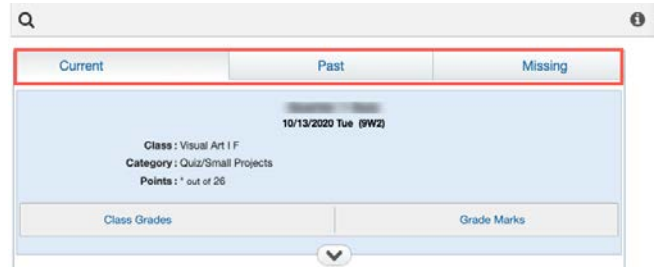 Current Past Missing
10/13/2020 Tue (9W2)
Class : Visual Art I F
Category : Quiz/Small Projects
Points : * out of 26
Class Grades Grade Marks